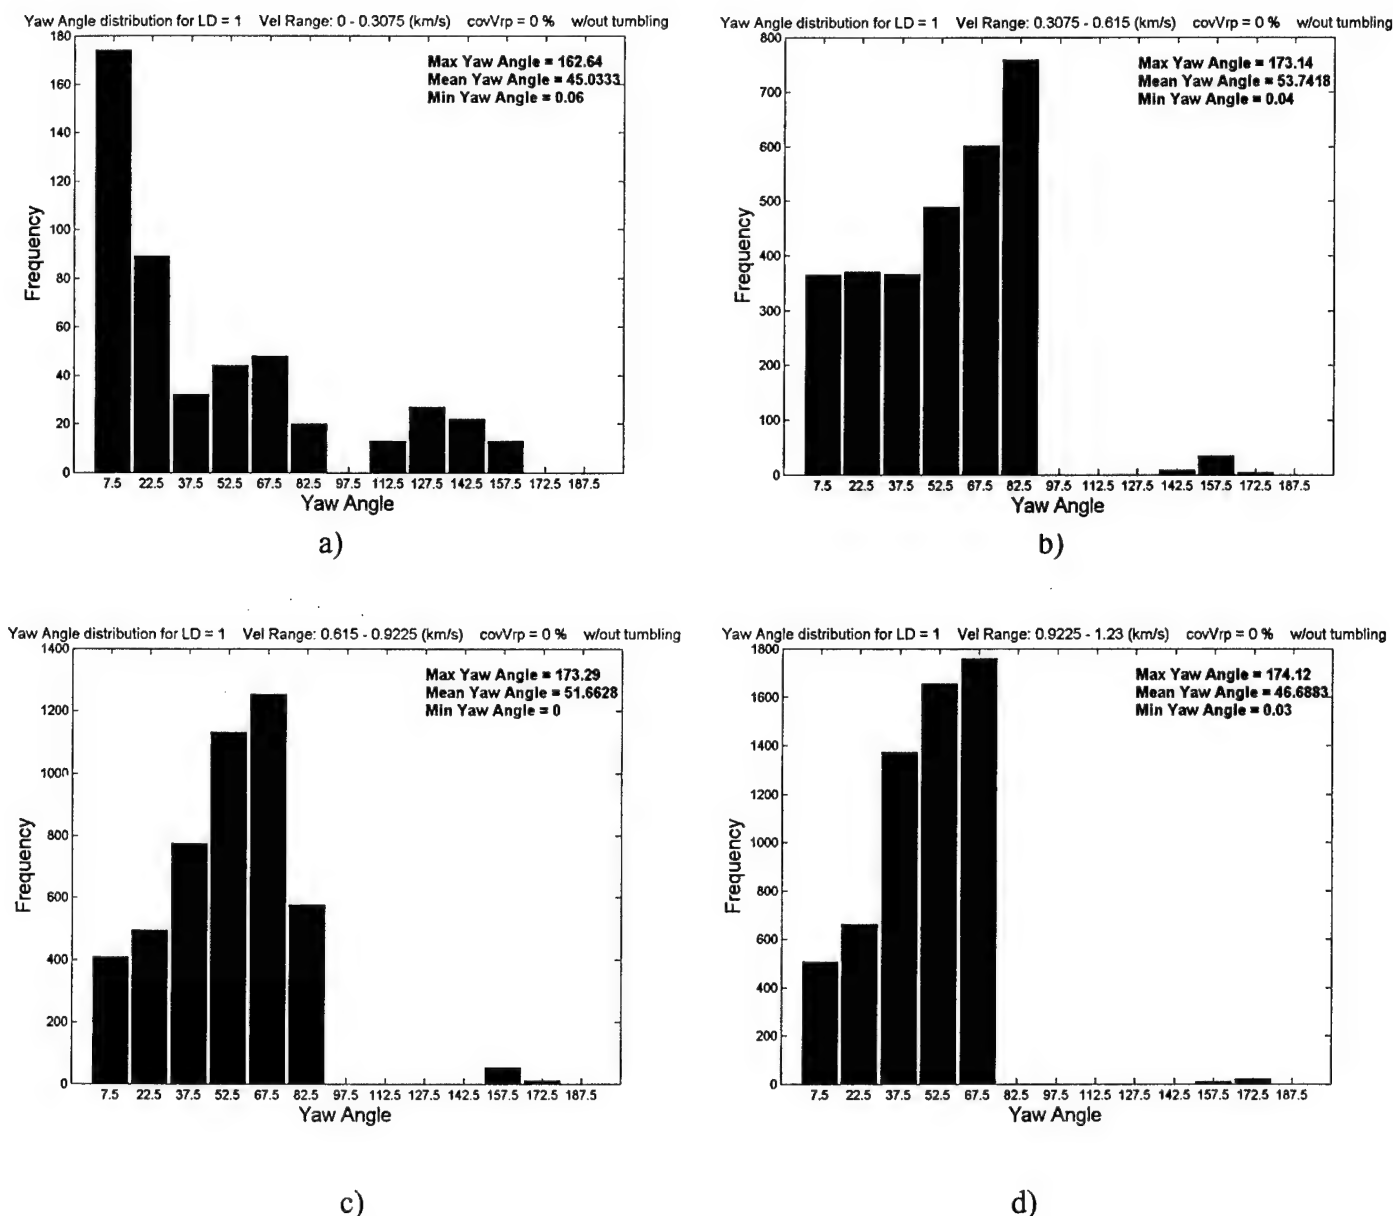 Yaw Angle distribution for LD = 1 Vel Range: 0 - 0.3075 (km/s) covVrp = 0 % w/out tumbling
180
160
140
120
100
80
60
40
20
0
Frequency
Max Yaw Angle = 162.64
Mean Yaw Angle = 45.0333
Min Yaw Angle = 0.06
7.5 22.5 37.5 52.5 67.5 82.5 97.5 112.5 127.5 142.5 157.5 172.5 187.5
Yaw Angle
a)
Yaw Angle distribution for LD = 1 Vel Range: 0.3075 - 0.615 (km/s) covVrp = 0 % w/out tumbling
800
700
600
500
400
300
200
100
0
Frequency
Max Yaw Angle = 173.14
Mean Yaw Angle = 53.7418
Min Yaw Angle = 0.04
7.5 22.5 37.5 52.5 67.5 82.5 97.5 112.5 127.5 142.5 157.5 172.5 187.5
Yaw Angle
b)
Yaw Angle distribution for LD = 1 Vel Range: 0.615 - 0.9225 (km/s) covVrp = 0 % w/out tumbling
1400
1200
1000
800
600
400
200
0
Frequency
Max Yaw Angle = 173.29
Mean Yaw Angle = 51.6628
Min Yaw Angle = 0
7.5 22.5 37.5 52.5 67.5 82.5 97.5 112.5 127.5 142.5 157.5 172.5 187.5
Yaw Angle
c)
Yaw Angle distribution for LD = 1 Vel Range: 0.9225 - 1.23 (km/s) covVrp = 0 % w/out tumbling
1800
1600
1400
1200
1000
800
600
400
200
0
Frequency
Max Yaw Angle = 174.12
Mean Yaw Angle = 46.6883
Min Yaw Angle = 0.03
7.5 22.5 37.5 52.5 67.5 82.5 97.5 112.5 127.5 142.5 157.5 172.5 187.5
Yaw Angle
d)